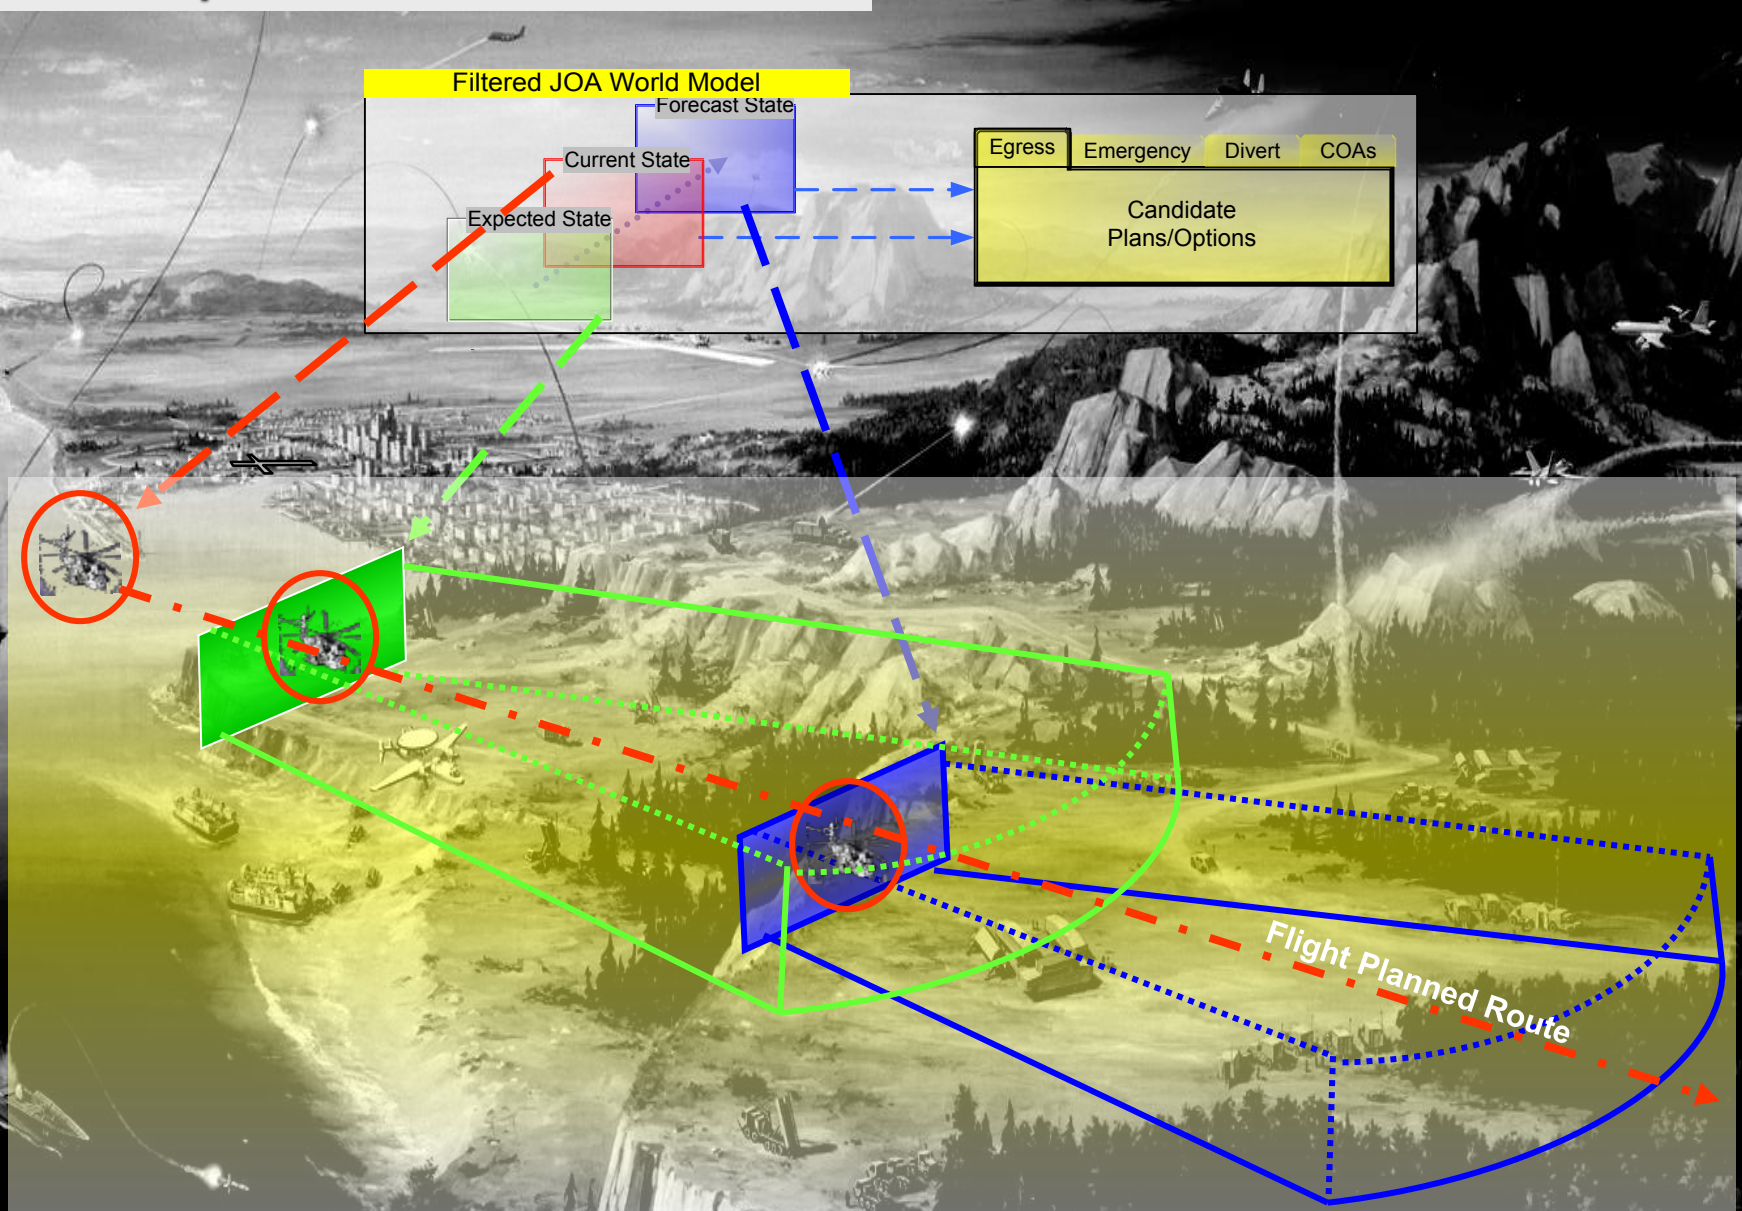 Filtered JOA World Model
Forecast State
Current State
Expected State
Egress
Emergency
Divert
COAs
Candidate
Plans/Options
Flight Planned Route